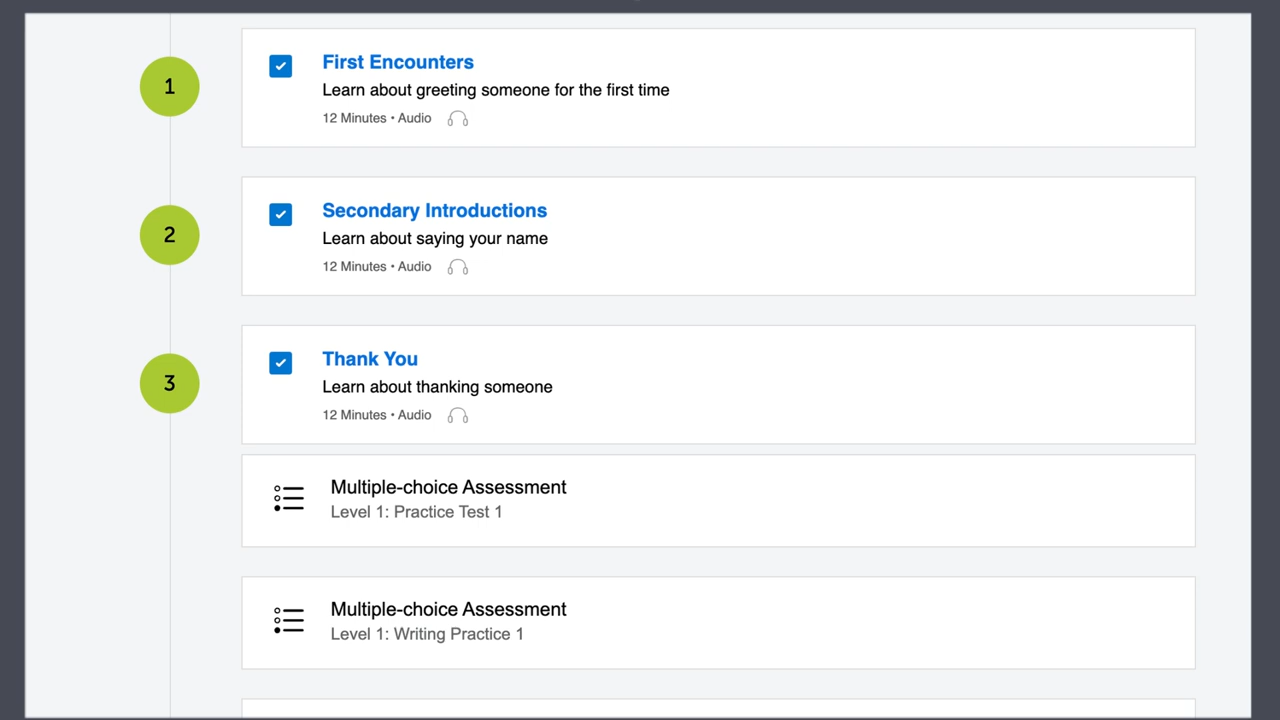 1
First Encounters
Learn about greeting someone for the first time
12 Minutes • Audio
2
Secondary Introductions
Learn about saying your name
12 Minutes • Audio
3
Thank You
Learn about thanking someone
12 Minutes • Audio
Multiple-choice Assessment
Level 1: Practice Test 1
Multiple-choice Assessment
Level 1: Writing Practice 1